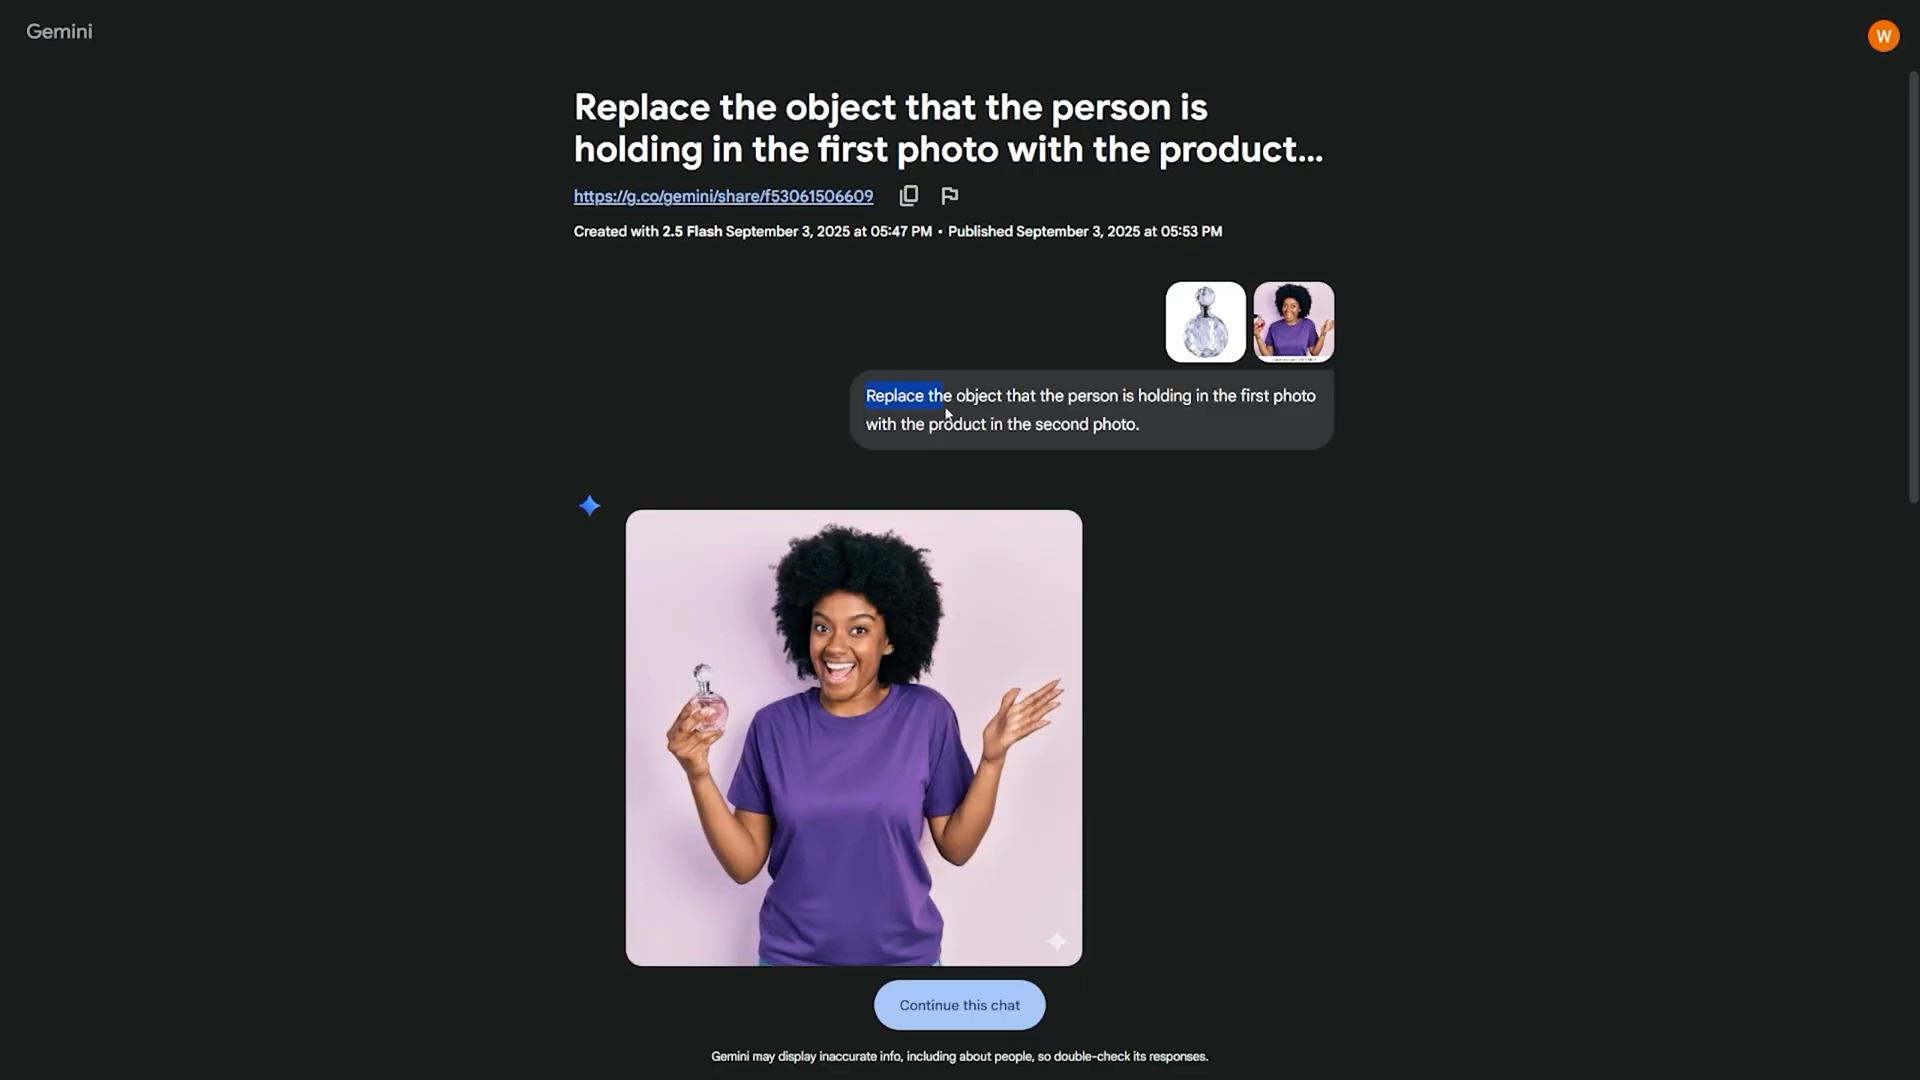 Gemini
W
Replace the object that the person is
holding in the first photo with the product...
https://g.co/gemini/share/f53061506609
Created with 2.5 Flash September 3, 2025 at 05:47 PM • Published September 3, 2025 at 05:53 PM
Replace the object that the person is holding in the first photo
with the product in the second photo.
Continue this chat
Gemini may display inaccurate info, including about people, so double-check its responses.